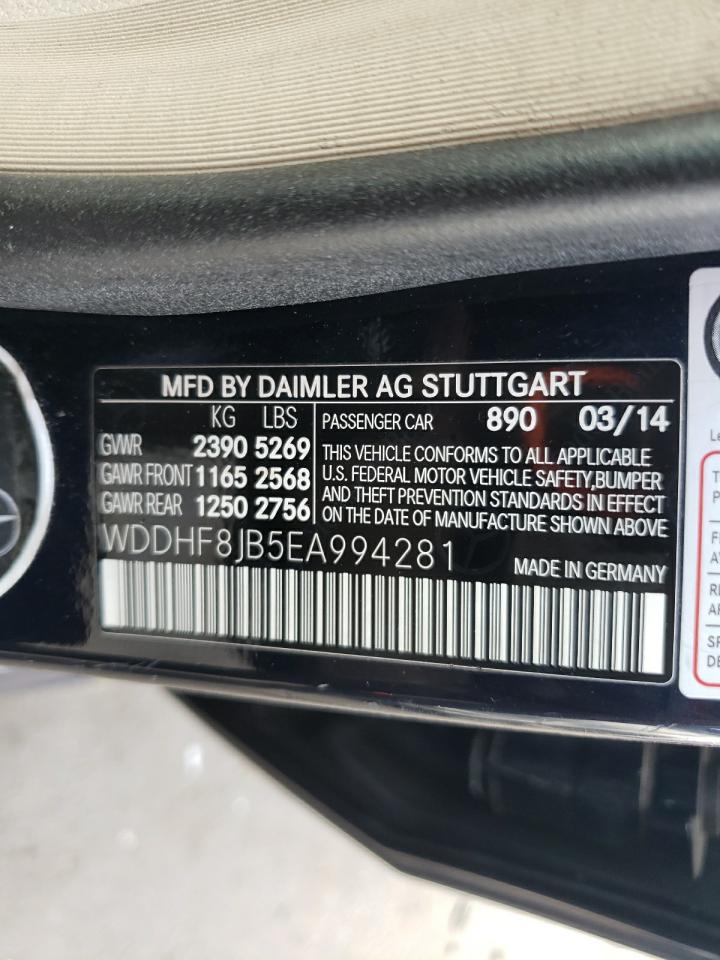 MFD BY DAIMLER AG STUTTGART
KG LBS
GVWR 2390 5269
GAWR FRONT 1165 2568
GAWR REAR 1250 2756
PASSENGER CAR 890 03/14
THIS VEHICLE CONFORMS TO ALL APPLICABLE
U.S. FEDERAL MOTOR VEHICLE SAFETY,BUMPER
AND THEFT PREVENTION STANDARDS IN EFFECT
ON THE DATE OF MANUFACTURE SHOWN ABOVE
WDDHF8JB5EA994281
MADE IN GERMANY